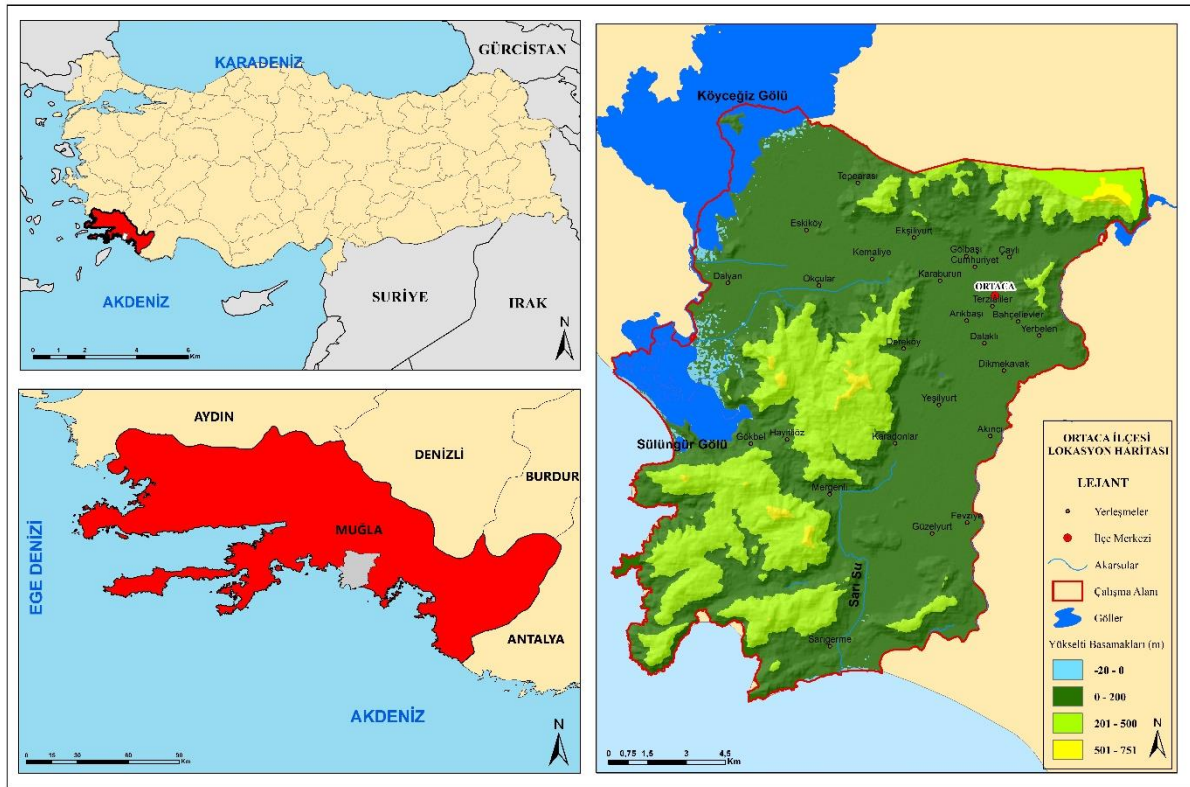 KARADENİZ
GÜRCİSTAN
AKDENİZ
SURİYE
IRAK
N
0 1 2 4 6
Km
AYDIN
DENİZLİ
BURDUR
MUĞLA
EGE DENİZİ
ANTALYA
AKDENİZ
N
0 15 30 60 90
Km
Köyceğiz Gölü
Tepearası
Eskiköy
Ekşiliyurt
Kemaliye
Gölbaşı
Çaylı
Cumhuriyet
Dalyan
Okçular
Karaburun
ORTACA
Terzialiler
Arıkbaşı
Bahçelievler
Yerbelen
Dereköy
Dalaklı
Dikmekavak
Yeşilyurt
Sülüngür Gölü
Gökbel
Karadonlar
Akıncı
Mergenli
Fevziye
Güzelyurt
Sarı Su
Sarıgerme
0 0,75 1,5 3 4,5
Km
ORTACA İLÇESİ
LOKASYON HARİTASI
LEJANT
Yerleşmeler
İlçe Merkezi
Akarsular
Çalışma Alanı
Göller
Yükselti Basamakları (m)
-20 - 0
0 - 200
201 - 500
501 - 751
N